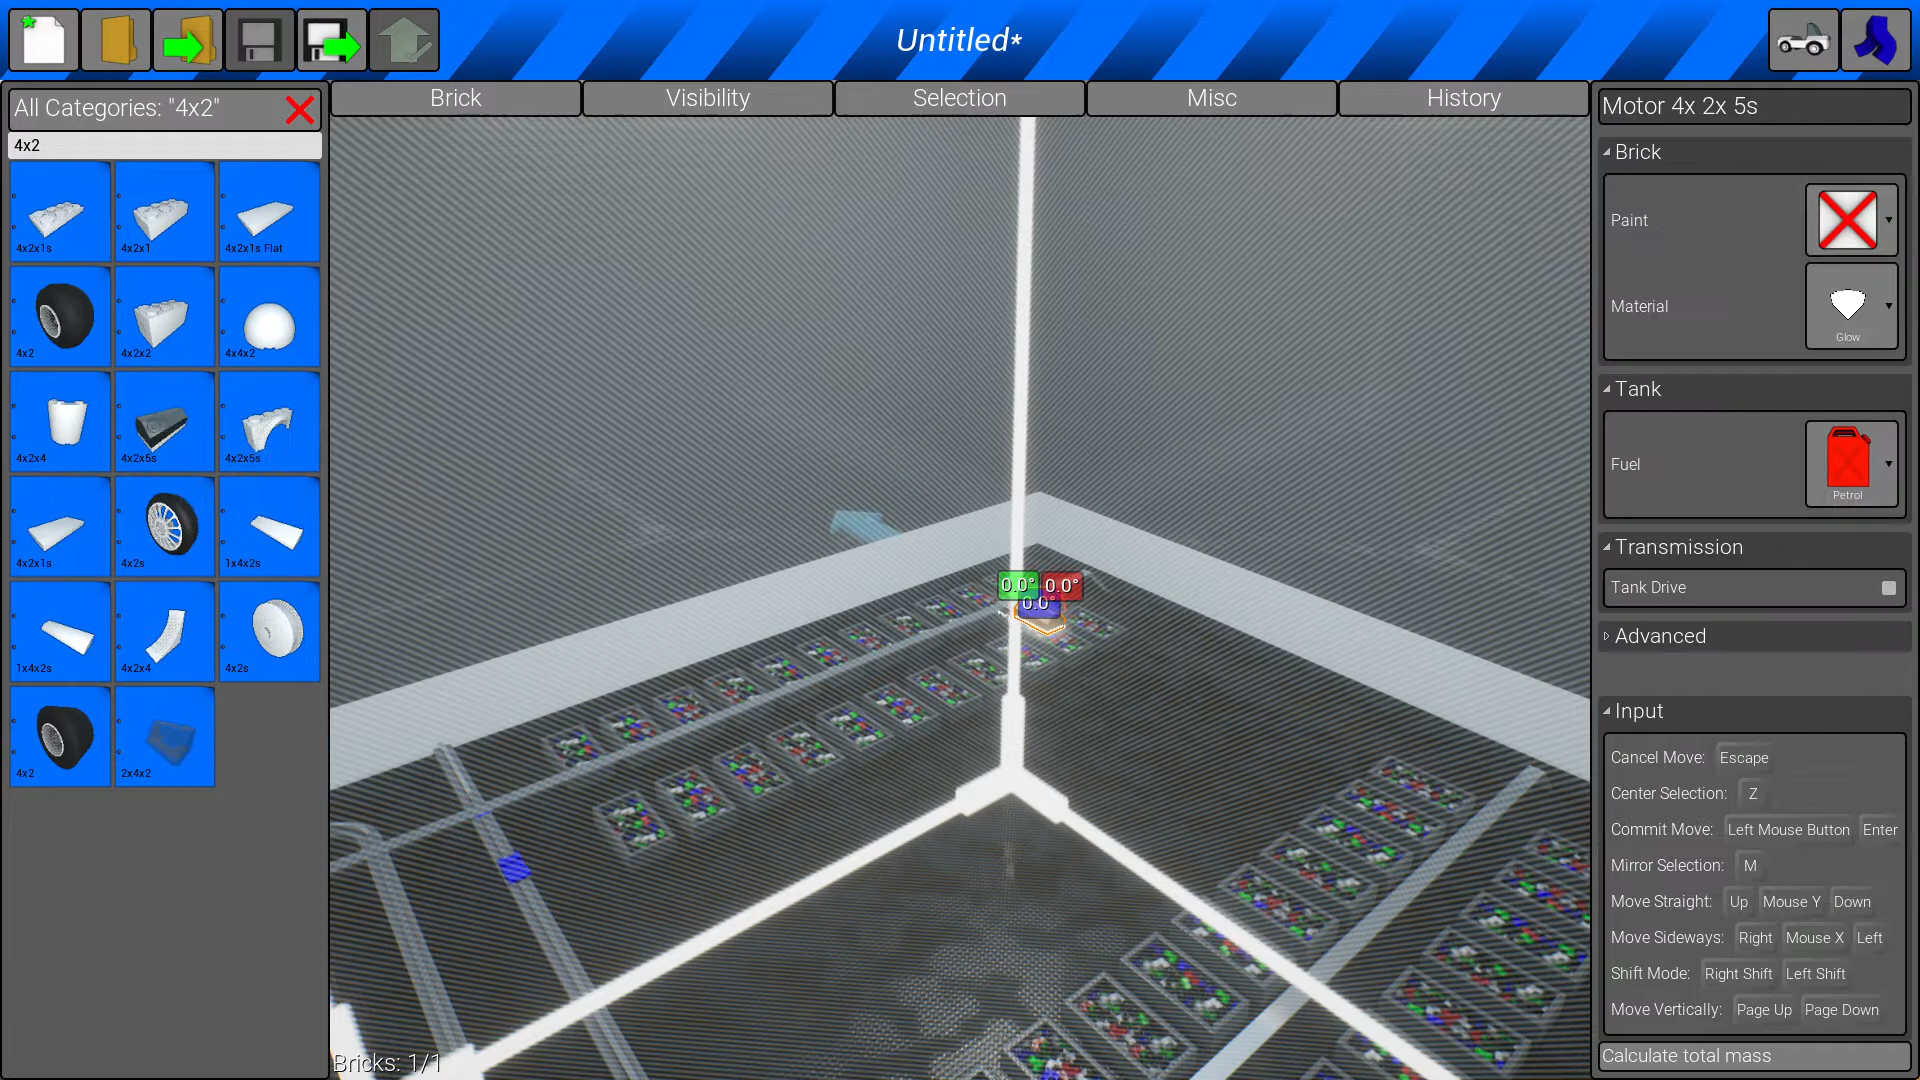 Untitled*
All Categories: "4x2"
4x2
4x2x1s
4x2x1
4x2x1s Flat
4x2
4x2x2
4x4x2
4x2x4
4x2x5s
4x2x5s
4x2x1s
4x2s
1x4x2s
1x4x2s
4x2x4
4x2s
4x2
2x4x2
Brick
Visibility
Selection
Misc
History
0.0°
0.0°
0.0°
Bricks: 1/1
Motor 4x 2x 5s
Brick
Paint
Material
Glow
Tank
Fuel
Petrol
Transmission
Tank Drive
Advanced
Input
Cancel Move: Escape
Center Selection: Z
Commit Move: Left Mouse Button Enter
Mirror Selection: M
Move Straight: Up Mouse Y Down
Move Sideways: Right Mouse X Left
Shift Mode: Right Shift Left Shift
Move Vertically: Page Up Page Down
Calculate total mass